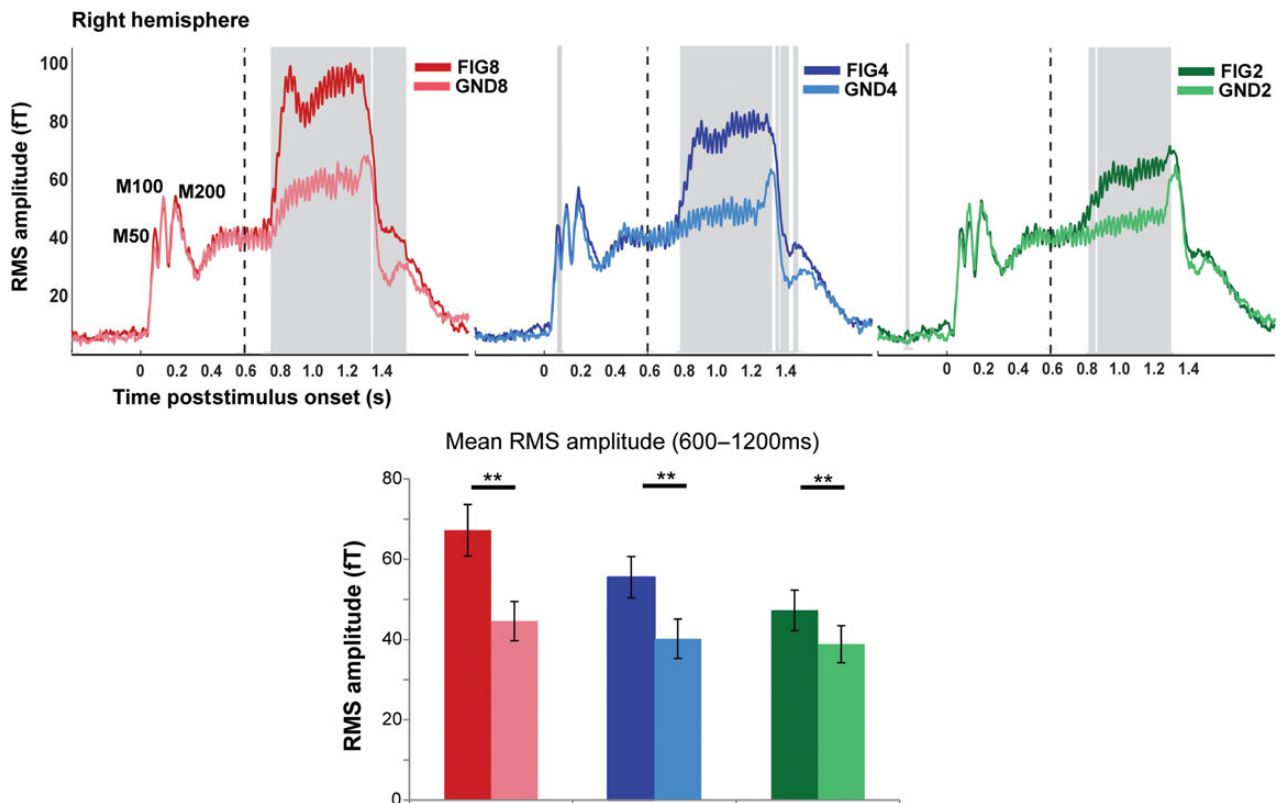 Right hemisphere
RMS amplitude (fT)
100
80
60
40
20
M100
M200
M50
FIG8
GND8
FIG4
GND4
FIG2
GND2
0 0.2 0.4 0.6 0.8 1.0 1.2 1.4
0 0.2 0.4 0.6 0.8 1.0 1.2 1.4
0 0.2 0.4 0.6 0.8 1.0 1.2 1.4
Time poststimulus onset (s)
Mean RMS amplitude (600–1200ms)
RMS amplitude (fT)
80
60
40
20
0
** ** **